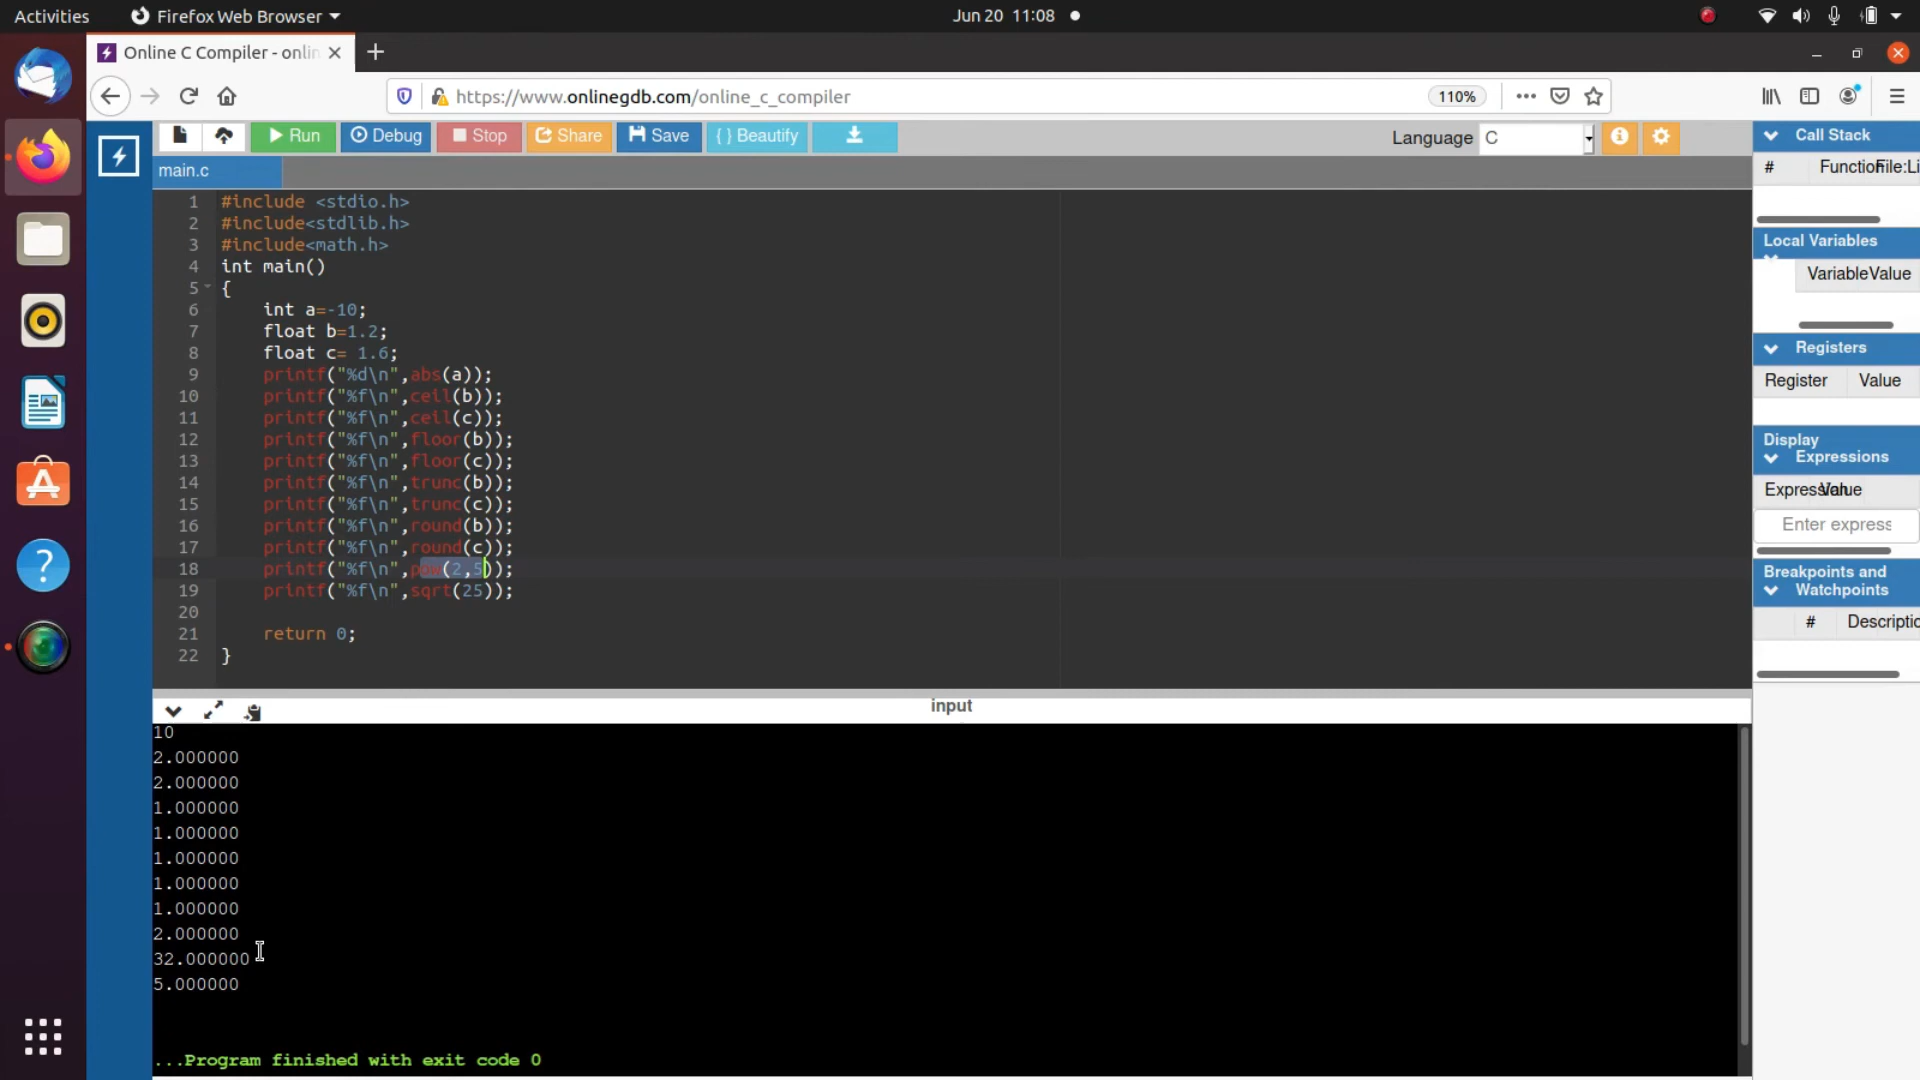 Activities Firefox Web Browser Jun 20 11:08
Online C Compiler - onlin
https://www.onlinegdb.com/online_c_compiler 110%
Run Debug Stop Share Save { } Beautify Language C
main.c
1 #include <stdio.h>
2 #include<stdlib.h>
3 #include<math.h>
4 int main()
5 {
6 int a=-10;
7 float b=1.2;
8 float c= 1.6;
9 printf("%d\n",abs(a));
10 printf("%f\n",ceil(b));
11 printf("%f\n",ceil(c));
12 printf("%f\n",floor(b));
13 printf("%f\n",floor(c));
14 printf("%f\n",trunc(b));
15 printf("%f\n",trunc(c));
16 printf("%f\n",round(b));
17 printf("%f\n",round(c));
18 printf("%f\n",pow(2,5));
19 printf("%f\n",sqrt(25));
20
21 return 0;
22 }
Call Stack
# Function File:Li
Local Variables
Variable Value
Registers
Register Value
Display
Expressions
Expression Value
Enter express
Breakpoints and
Watchpoints
# Descriptio
input
10
2.000000
2.000000
1.000000
1.000000
1.000000
1.000000
1.000000
2.000000
32.000000
5.000000
...Program finished with exit code 0